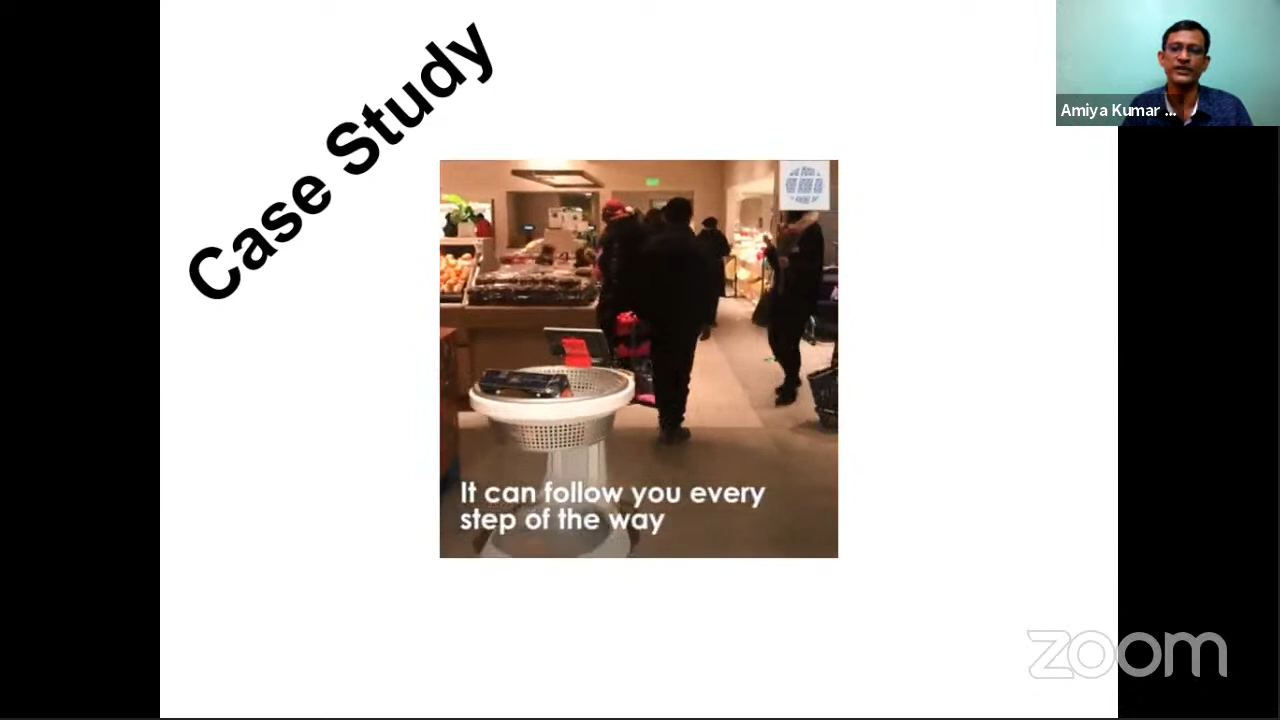 Case Study
Amiya Kumar ...
It can follow you every
step of the way
zoom